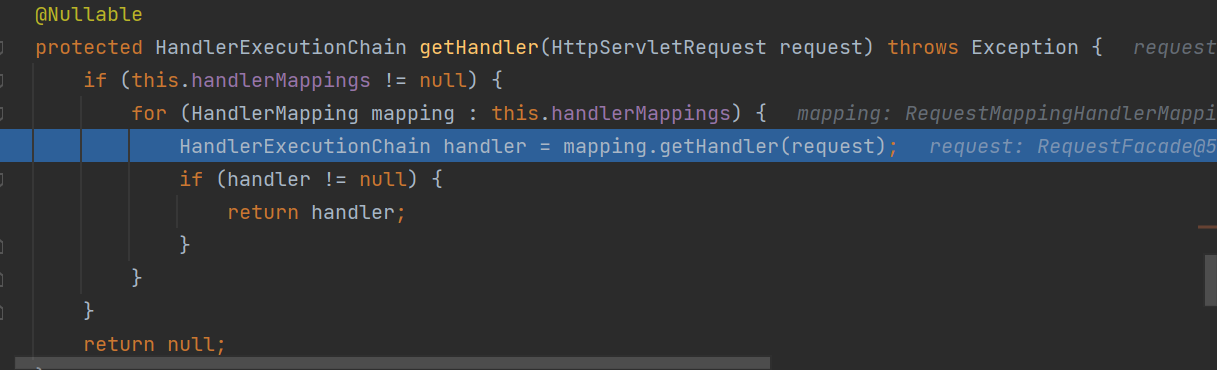 @Nullable
protected HandlerExecutionChain getHandler(HttpServletRequest request) throws Exception {  request
if (this.handlerMappings != null) {
for (HandlerMapping mapping : this.handlerMappings) {  mapping: RequestMappingHandlerMappi
HandlerExecutionChain handler = mapping.getHandler(request);  request: RequestFacade@5
if (handler != null) {
return handler;
}
}
}
return null;